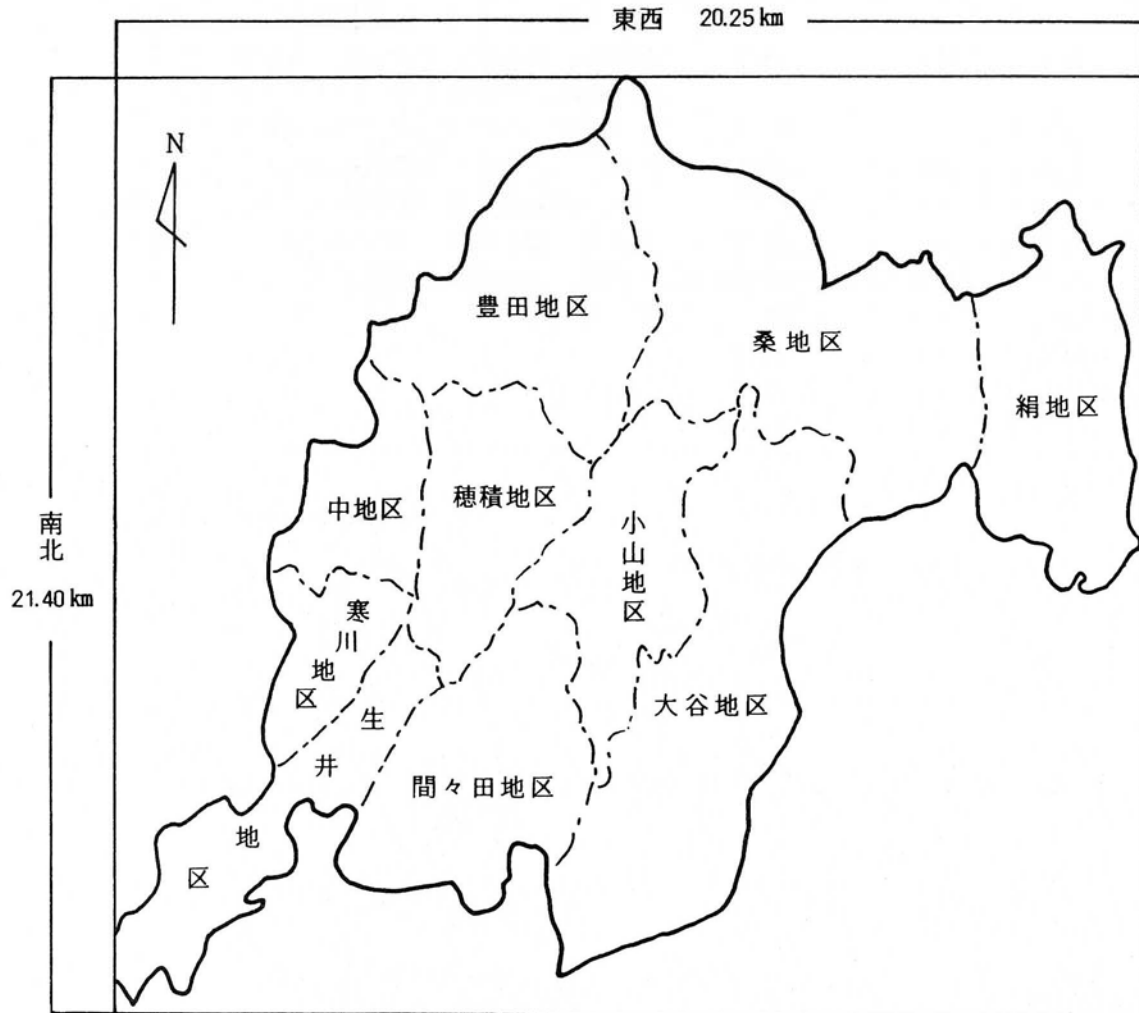 東西 20.25km
N
豊田地区
桑地区
絹地区
中地区
穂積地区
小山地区
南北
21.40km
寒川地区
大谷地区
生井地区
間々田地区